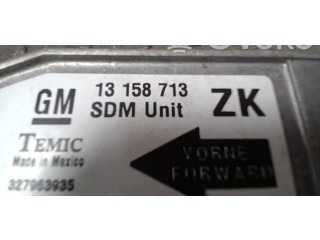 GM 13 158 713 ZK
SDM Unit
TEMIC
Made in Mexico
327963935
VORNE
FORWARD